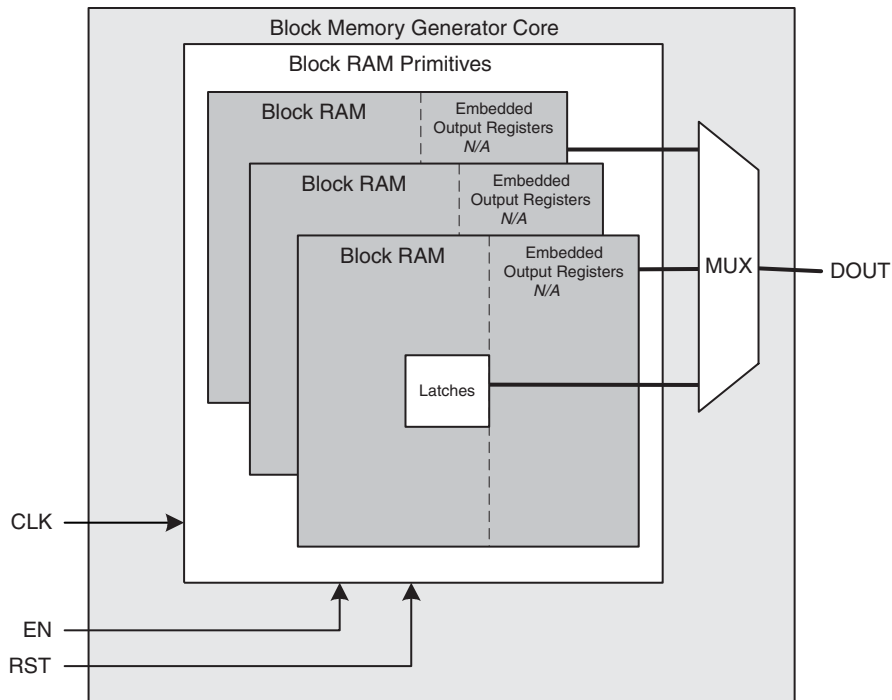 Block Memory Generator Core
Block RAM Primitives
Block RAM
Embedded
Output Registers
N/A
Block RAM
Embedded
Output Registers
N/A
Block RAM
Embedded
Output Registers
N/A
MUX
DOUT
Latches
CLK
EN
RST